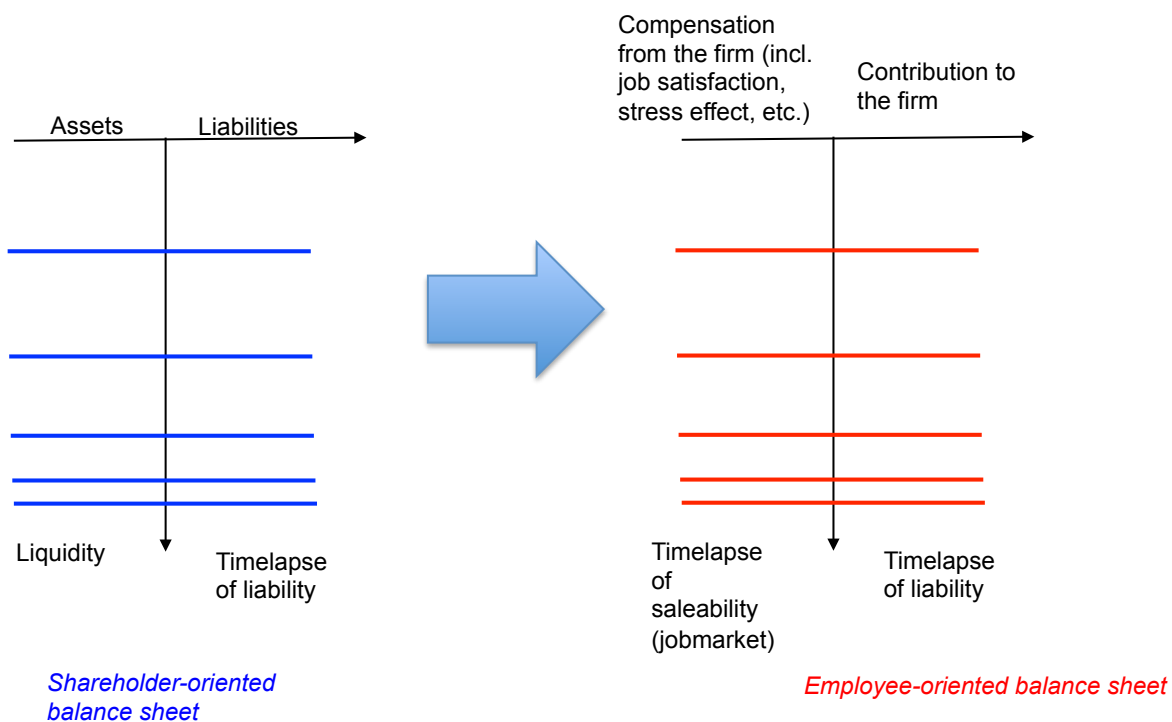 Assets
Liabilities
Liquidity
Timelapse
of liability
Shareholder-oriented
balance sheet
Compensation
from the firm (incl.
job satisfaction,
stress effect, etc.)
Contribution to
the firm
Timelapse
of
saleability
(jobmarket)
Timelapse
of liability
Employee-oriented balance sheet